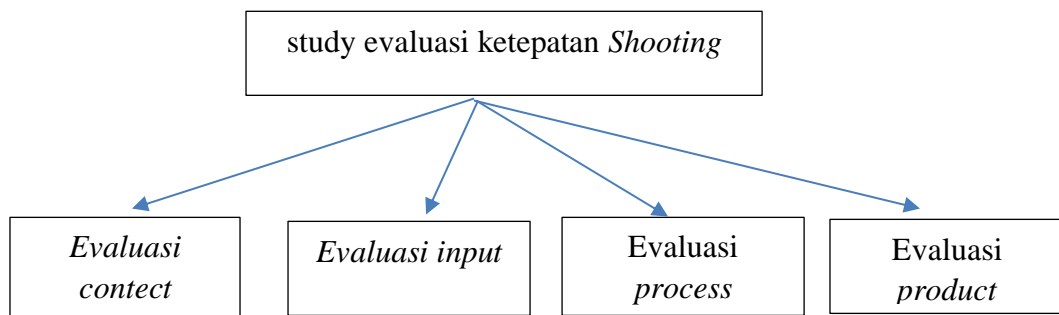 study evaluasi ketepatan Shooting
Evaluasi
contect
Evaluasi input
Evaluasi
process
Evaluasi
product